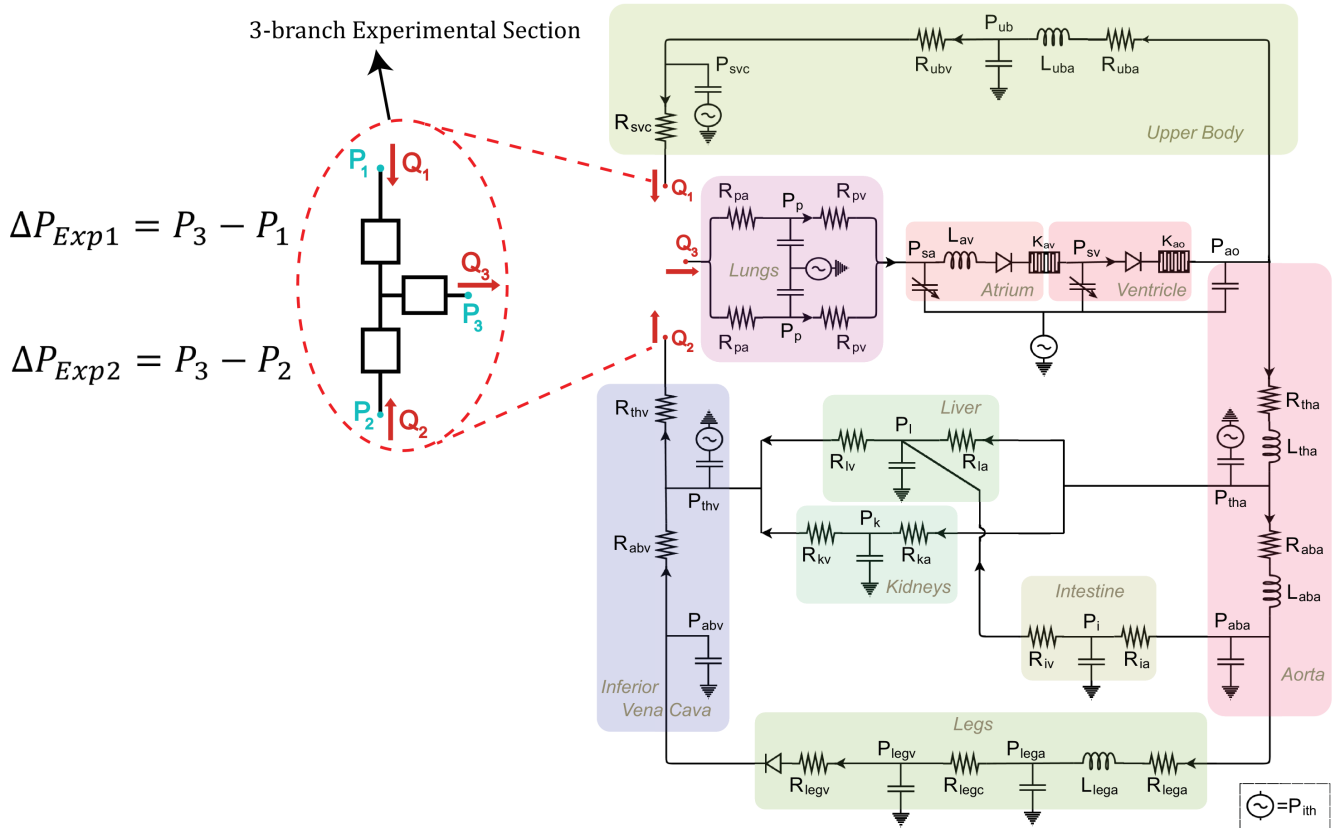 3-branch Experimental Section
P1
Q1
ΔP_Exp1 = P3 − P1
Q3
P3
ΔP_Exp2 = P3 − P2
P2
Q2
Psvc
Rsvc
Rubv
Pub
Luba
Ruba
Upper Body
Q1
Q3
Q2
Rpa
Pp
Rpv
Lungs
Rpa
Pp
Rpv
Psa
Lav
Kav
Atrium
Psv
Kao
Ventricle
Pao
Rthv
Pthv
Rabv
Pabv
Inferior
Vena Cava
Liver
Pl
Rlv
Rla
Pk
Rkv
Rka
Kidneys
Intestine
Pi
Riv
Ria
Rtha
Ltha
Ptha
Raba
Laba
Paba
Aorta
Legs
Plegv
Plega
Rlegv
Rlegc
Llega
Rlega
=Pith